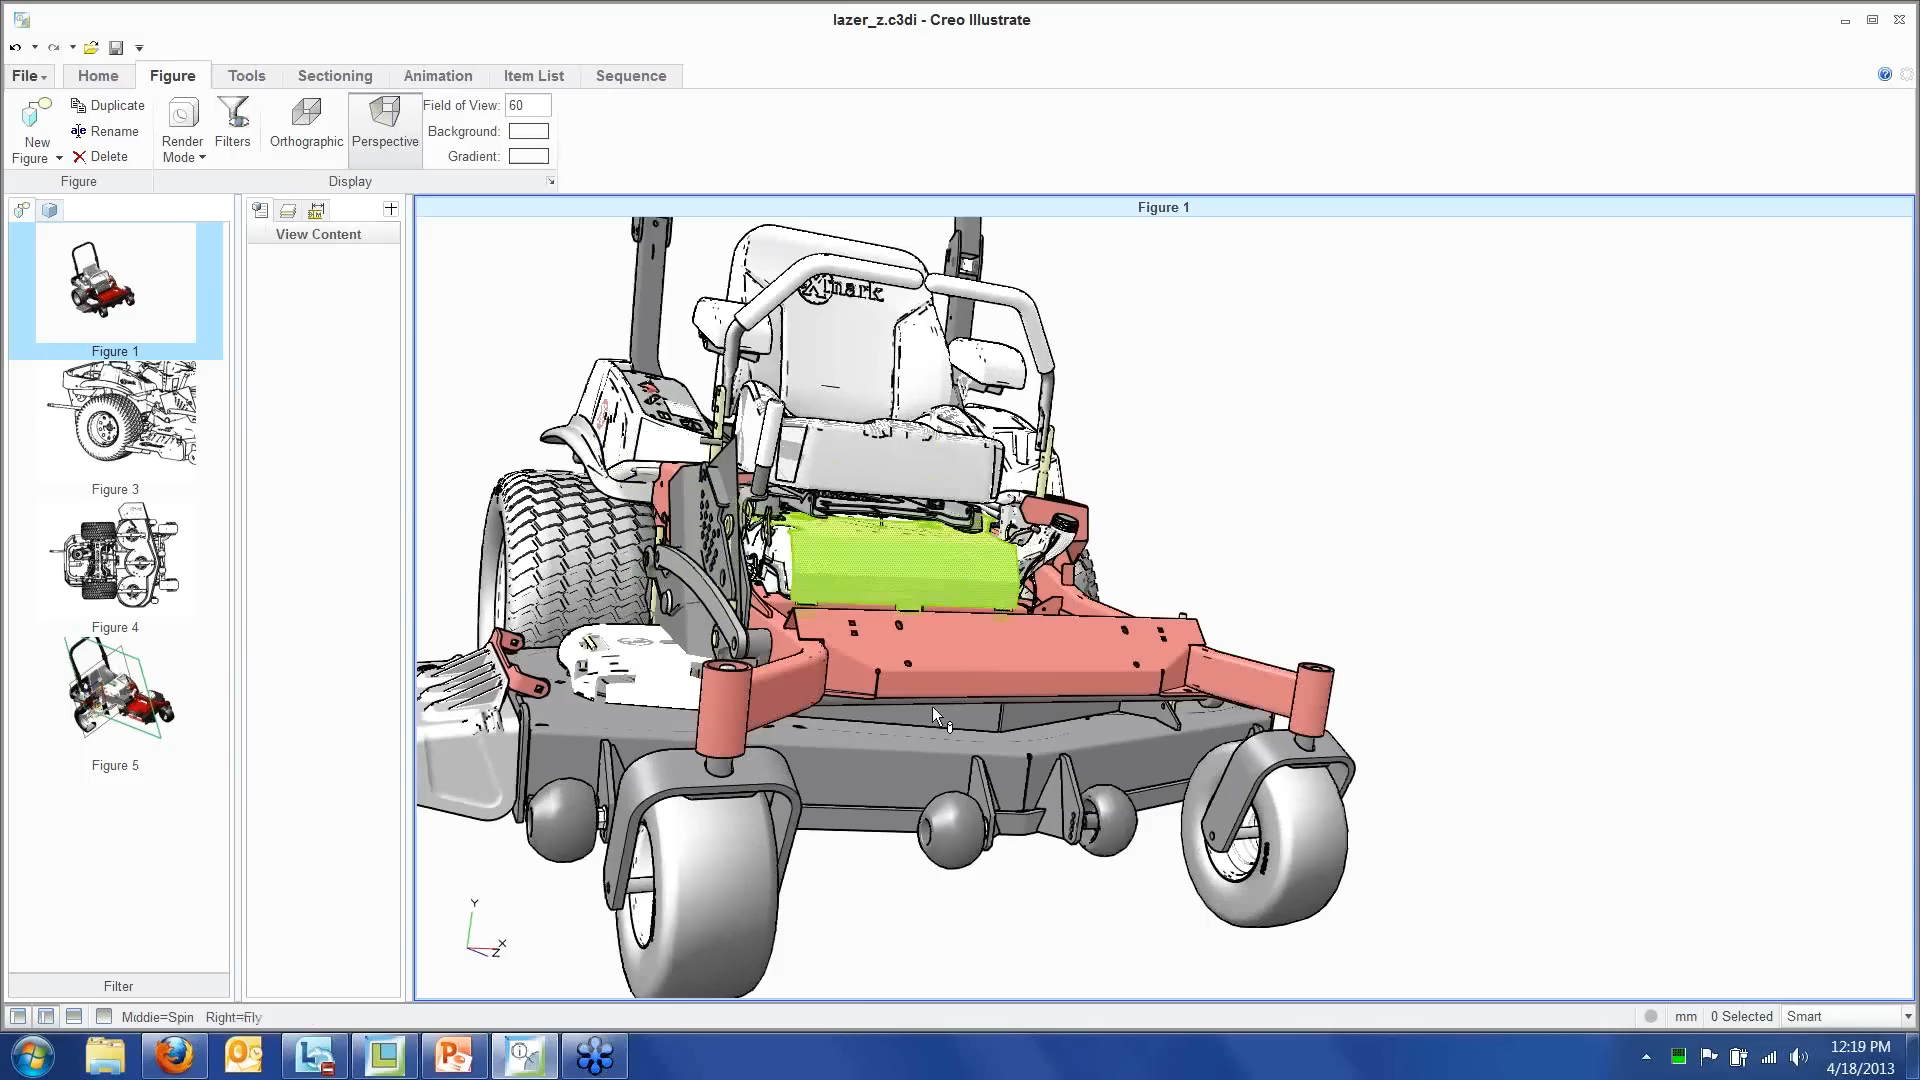 lazer_z.c3di - Creo Illustrate
File
Home
Figure
Tools
Sectioning
Animation
Item List
Sequence
New
Figure
Duplicate
Rename
Delete
Render
Mode
Filters
Orthographic
Perspective
Field of View: 60
Background:
Gradient:
Figure
Display
View Content
Figure 1
Figure 1
Figure 3
Figure 4
Figure 5
Filter
Y
X
Z
Middle=Spin Right=Fly
mm
0 Selected
Smart
12:19 PM
4/18/2013